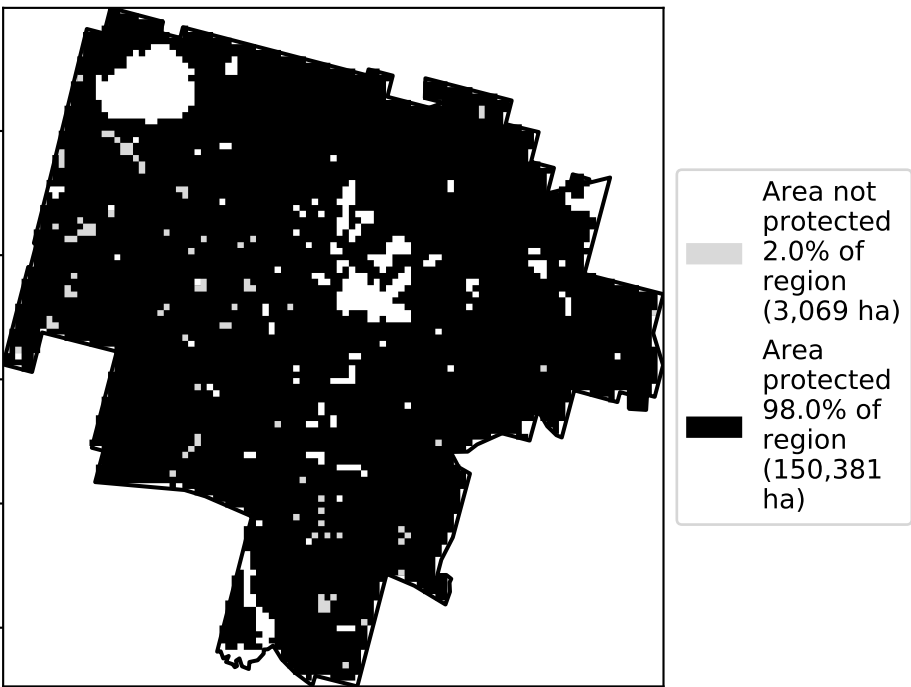 Area not
protected
2.0% of
region
(3,069 ha)
Area
protected
98.0% of
region
(150,381
ha)